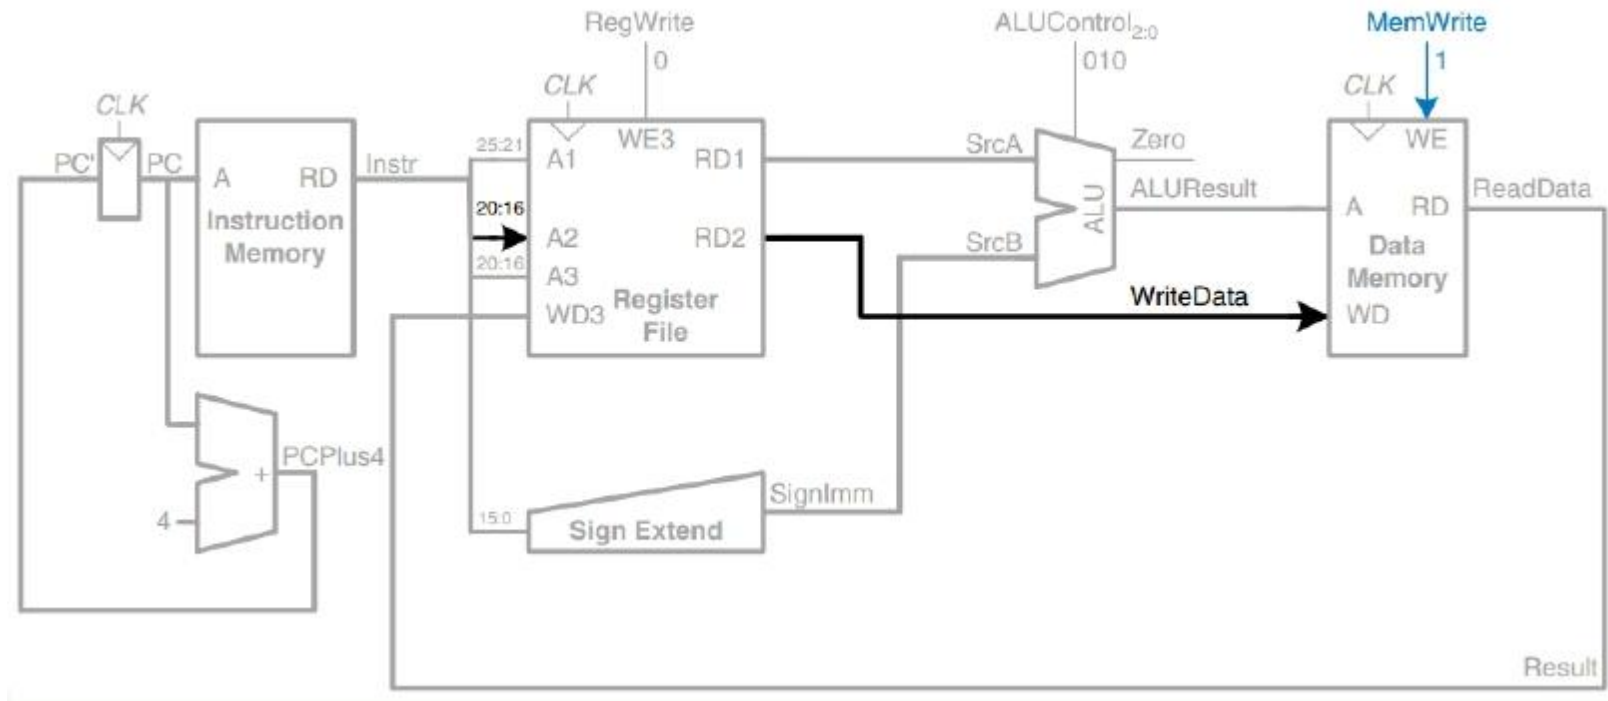 RegWrite
ALUControl2:0
MemWrite
0
010
1
CLK
CLK
CLK
WE3
WE
PC'
PC
A
RD
Instr
Instruction
Memory
25:21
A1
RD1
SrcA
Zero
20:16
A2
RD2
SrcB
ALU
ALUResult
A
RD
ReadData
Data
Memory
20:16
A3
WD3
Register
File
WriteData
WD
PCPlus4
+
4
15:0
Sign Extend
SignImm
Result